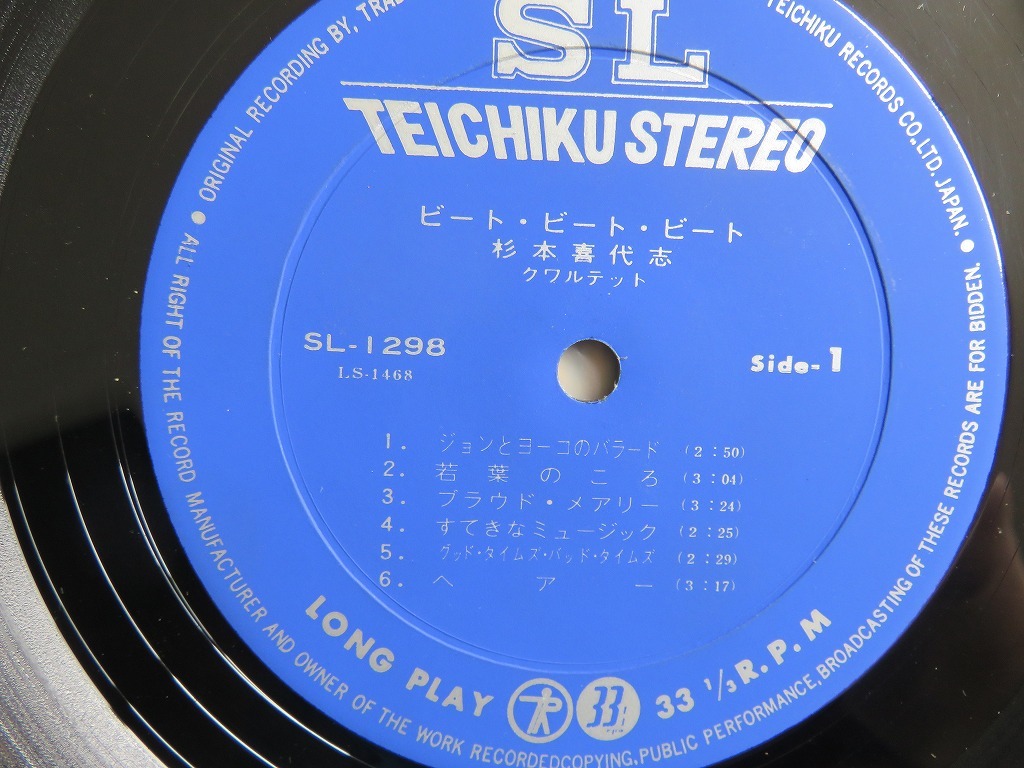 SL
TEICHIKU STEREO
ビート・ビート・ビート
杉本喜代志
クワルテット
SL-1298
LS-1468
Side-1
1. ジョンとヨーコのバラード (2:50)
2. 若葉のころ (3:04)
3. ブラウド・メアリー (3:24)
4. すてきなミュージック (2:25)
5. グッド・タイムズ・バッド・タイムズ (2:29)
6. ヘアー (3:17)
LONG PLAY 33 33 1/3 R.P.M
ORIGINAL RECORDING BY, TRAD
TEICHIKU RECORDS CO.,LTD. JAPAN.
● ALL RIGHT OF THE RECORD MANUFACTURER AND OWNER OF THE WORK RECORDEDCOPYING, PUBLIC PERFORMANCE, BROADCASTING OF THESE RECORDS ARE FOR BIDDEN. ●